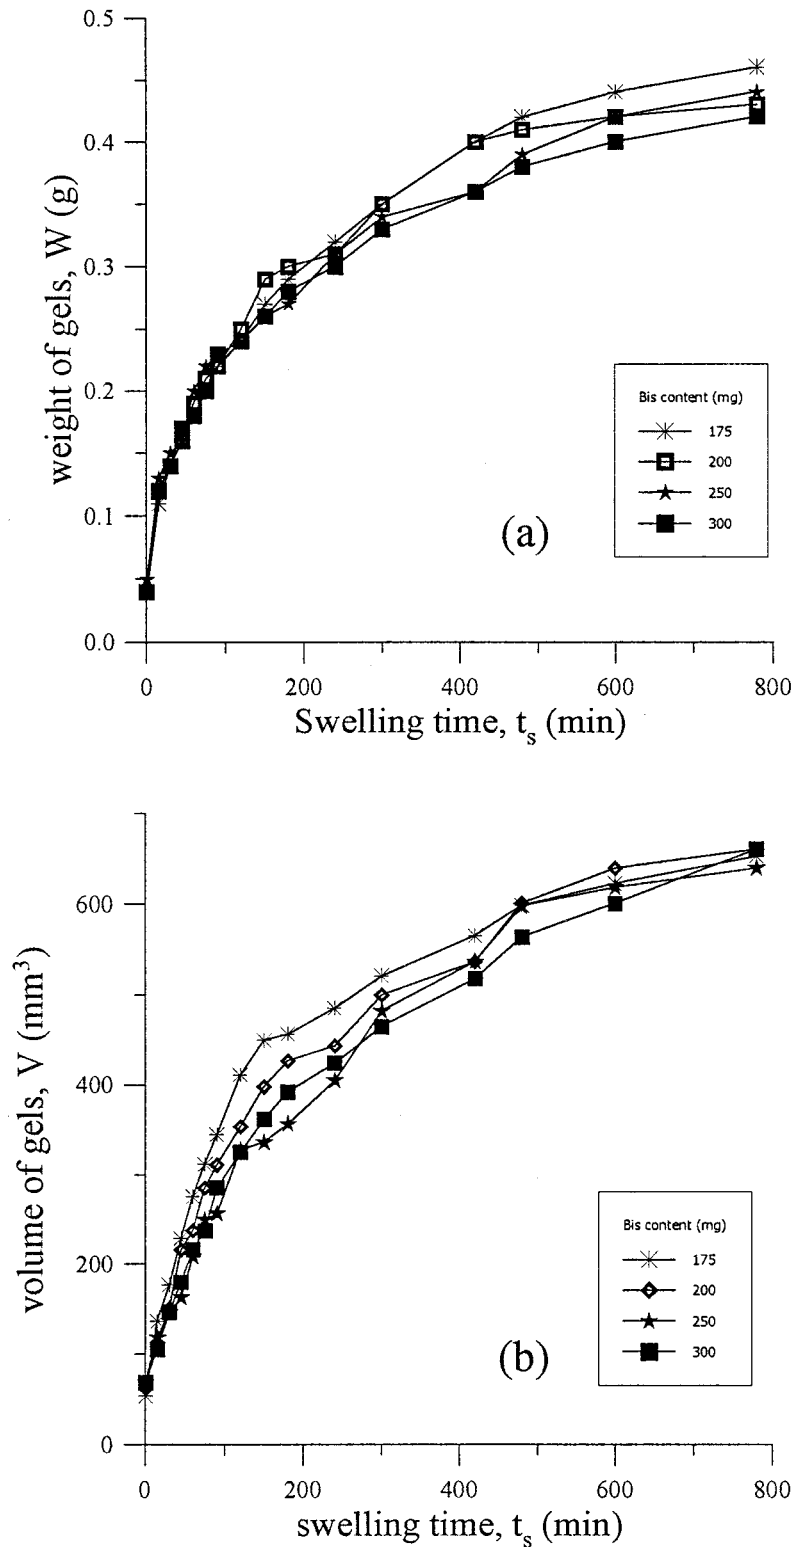 0.5
0.4
0.3
0.2
0.1
0.0
weight of gels, W (g)
Bis content (mg)
175
200
250
300
(a)
0 200 400 600 800
Swelling time, t_s (min)
600
400
200
0
volume of gels, V (mm³)
Bis content (mg)
175
200
250
300
(b)
0 200 400 600 800
swelling time, t_s (min)